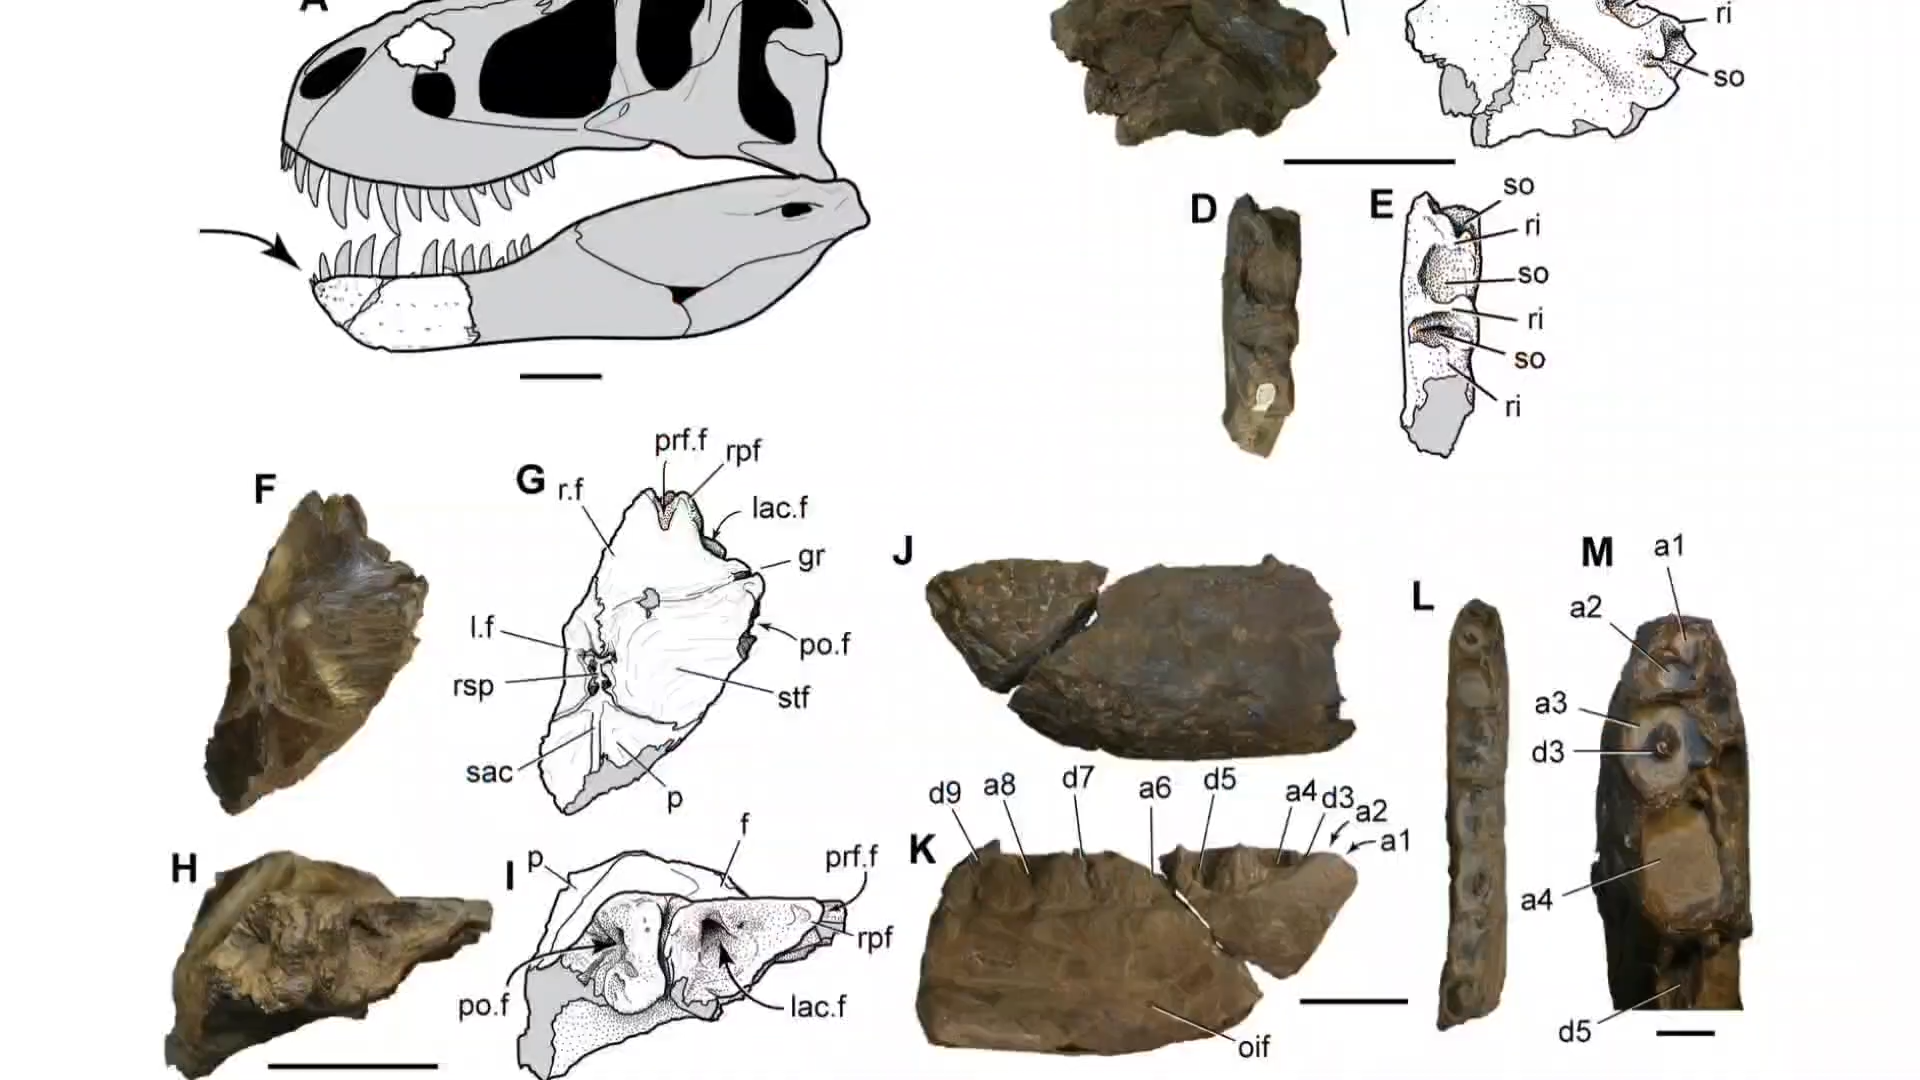 A
ri
so
D
E
so
ri
so
ri
so
ri
F
G
r.f
prf.f
rpf
lac.f
gr
l.f
po.f
rsp
stf
sac
p
H
I
p
f
prf.f
rpf
po.f
lac.f
J
K
d9
a8
d7
a6
d5
a4
d3
a2
a1
oif
L
M
a1
a2
a3
d3
a4
d5